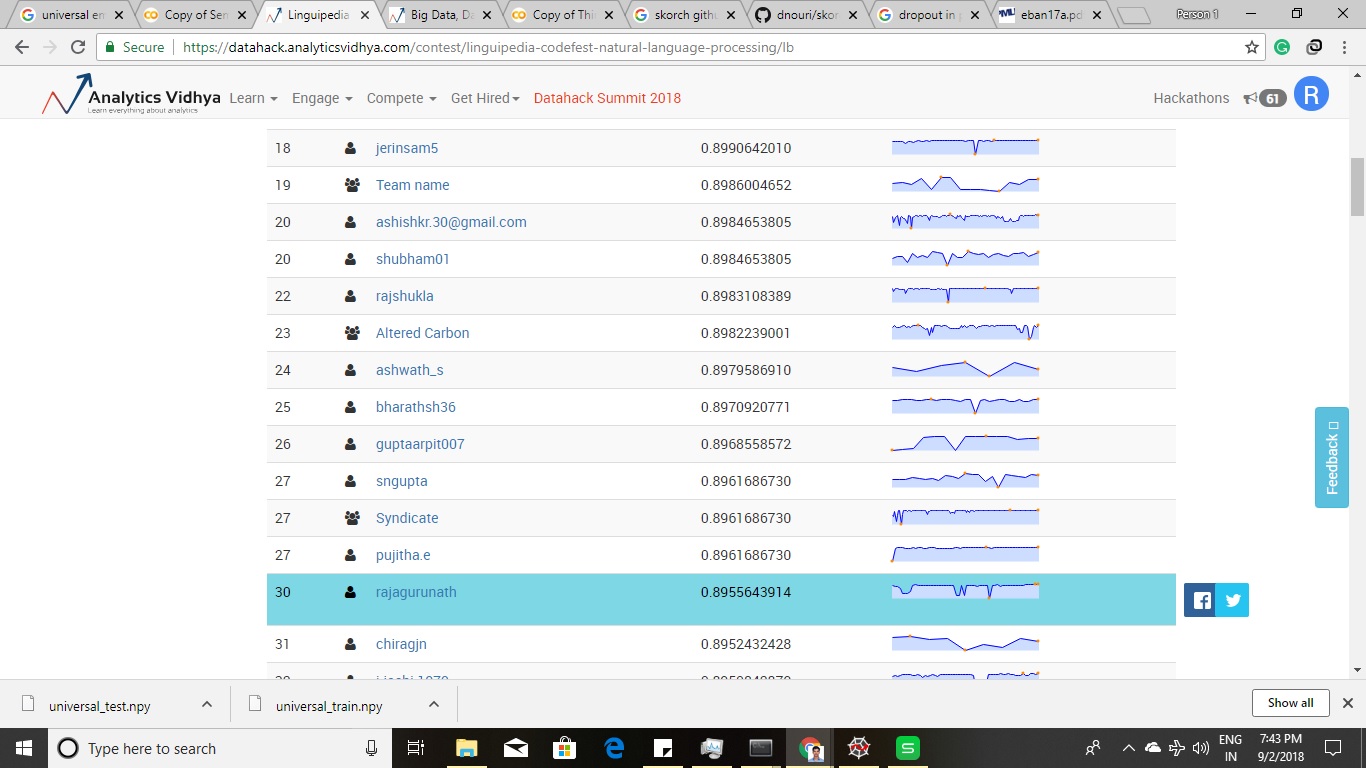 universal em
Copy of Sen
Linguipedia
Big Data, Da
Copy of Thi
skorch githu
dnouri/skor
dropout in p
eban17a.pd
Person 1
Secure https://datahack.analyticsvidhya.com/contest/linguipedia-codefest-natural-language-processing/lb
Analytics Vidhya
Learn everything about analytics
Learn Engage Compete Get Hired Datahack Summit 2018 Hackathons 61 R
18 jerinsam5 0.8990642010
19 Team name 0.8986004652
20 ashishkr.30@gmail.com 0.8984653805
20 shubham01 0.8984653805
22 rajshukla 0.8983108389
23 Altered Carbon 0.8982239001
24 ashwath_s 0.8979586910
25 bharathsh36 0.8970920771
26 guptaarpit007 0.8968558572
27 sngupta 0.8961686730
27 Syndicate 0.8961686730
27 pujitha.e 0.8961686730
30 rajagurunath 0.8955643914
31 chiragjn 0.8952432428
Feedback
universal_test.npy
universal_train.npy
Show all
Type here to search
ENG
IN
7:43 PM
9/2/2018